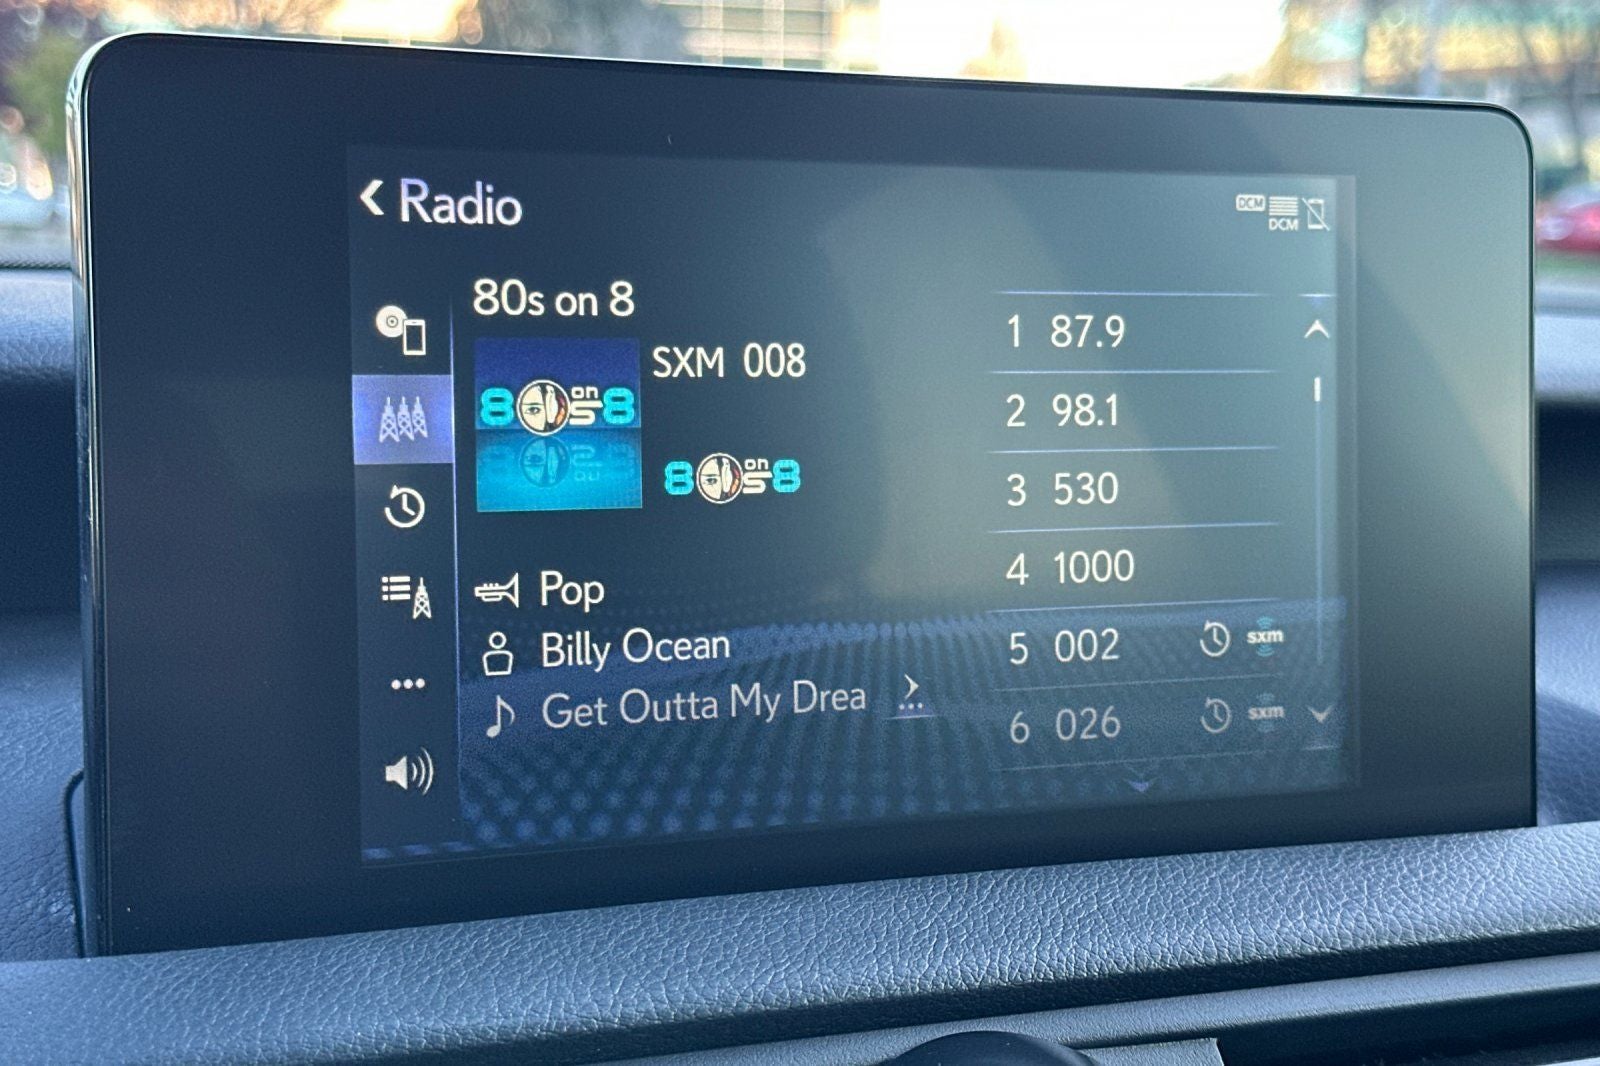 Radio
DCM
DCM
80s on 8
SXM 008
80s on 8
80s on 8
Pop
Billy Ocean
Get Outta My Drea
1 87.9
2 98.1
3 530
4 1000
5 002 sxm
6 026 sxm